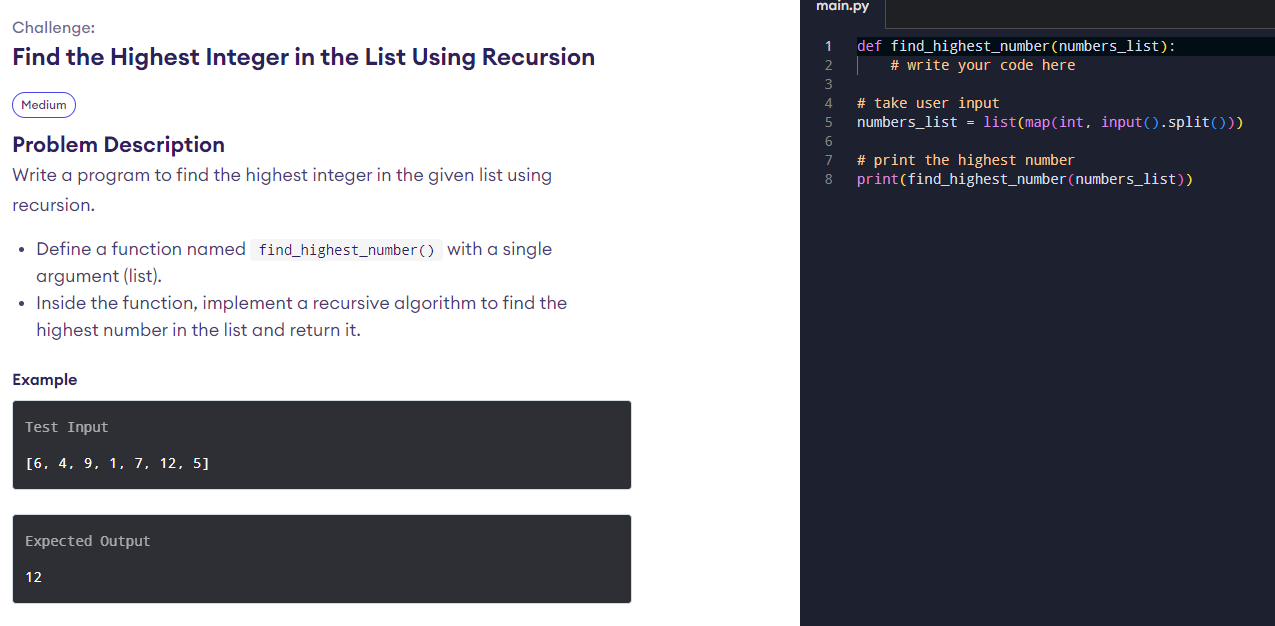 Challenge:
Find the Highest Integer in the List Using Recursion
Medium
Problem Description
Write a program to find the highest integer in the given list using
recursion.
• Define a function named find_highest_number() with a single
argument (list).
• Inside the function, implement a recursive algorithm to find the
highest number in the list and return it.
Example
Test Input
[6, 4, 9, 1, 7, 12, 5]
Expected Output
12
main.py
1 def find_highest_number(numbers_list):
2     # write your code here
3
4 # take user input
5 numbers_list = list(map(int, input().split()))
6
7 # print the highest number
8 print(find_highest_number(numbers_list))